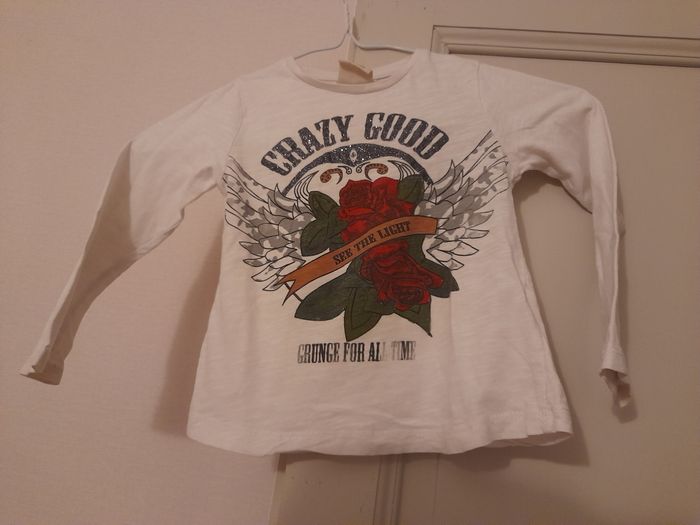 CRAZY GOOD
SEE THE LIGHT
GRUNGE FOR ALL TIME